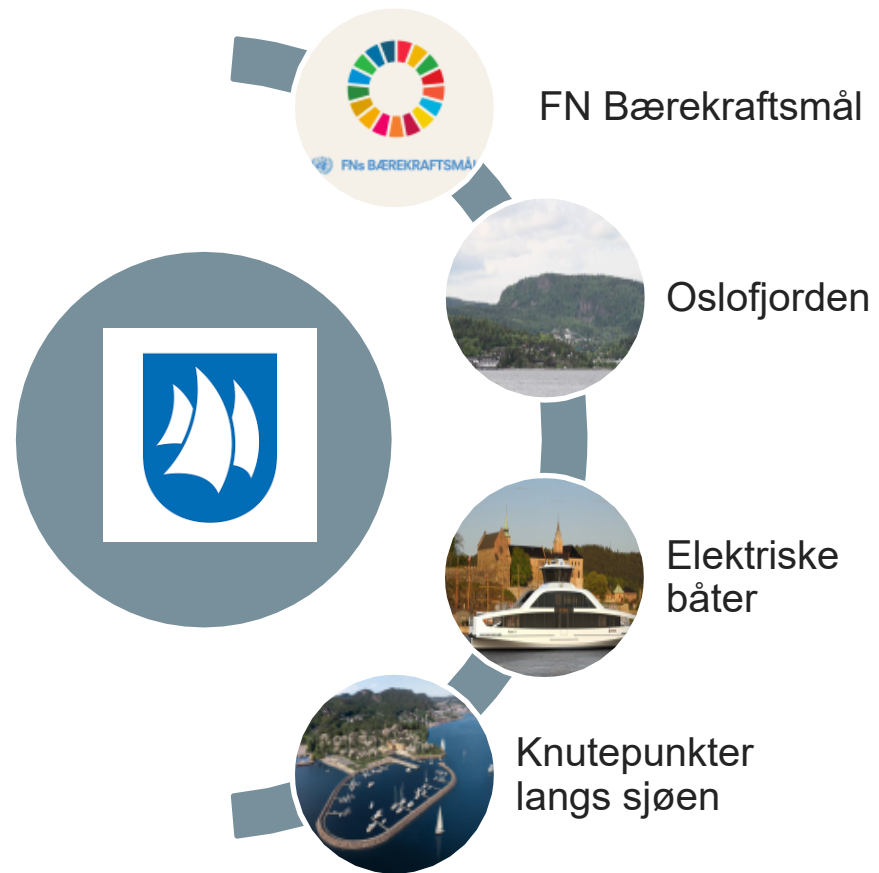 FNs BÆREKRAFTSMÅL
FN Bærekraftsmål
Oslofjorden
Elektriske
båter
Knutepunkter
langs sjøen